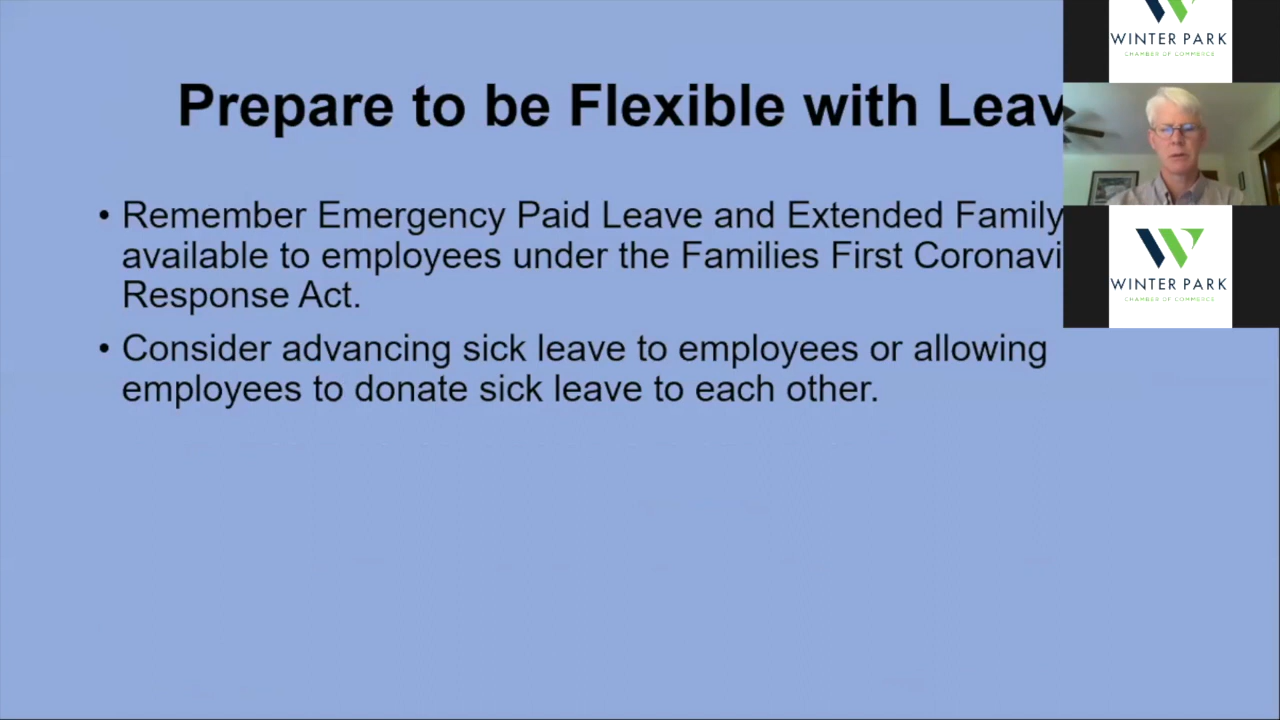 Prepare to be Flexible with Leav
• Remember Emergency Paid Leave and Extended Family
available to employees under the Families First Coronavi
Response Act.
• Consider advancing sick leave to employees or allowing
employees to donate sick leave to each other.
WINTER PARK
CHAMBER OF COMMERCE
WINTER PARK
CHAMBER OF COMMERCE